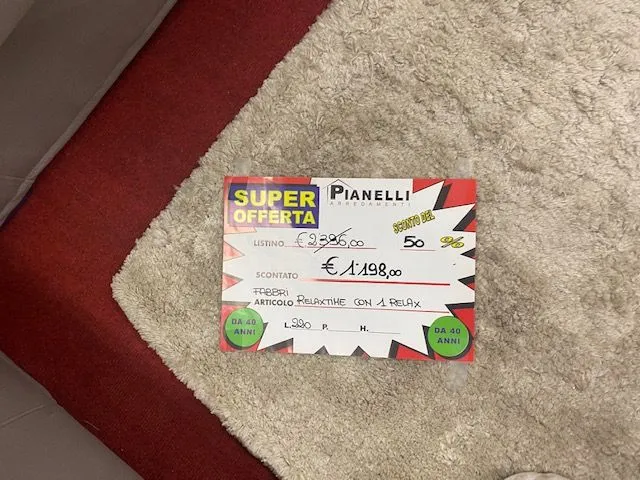 SUPER OFFERTA
PIANELLI
ARREDAMENTI
SCONTO DEL
LISTINO € 2396,00 50 %
SCONTATO € 1.198,00
FABBRI
ARTICOLO RELAXTIME CON 1 RELAX
L. 220 P. H.
DA 40 ANNI
DA 40 ANNI